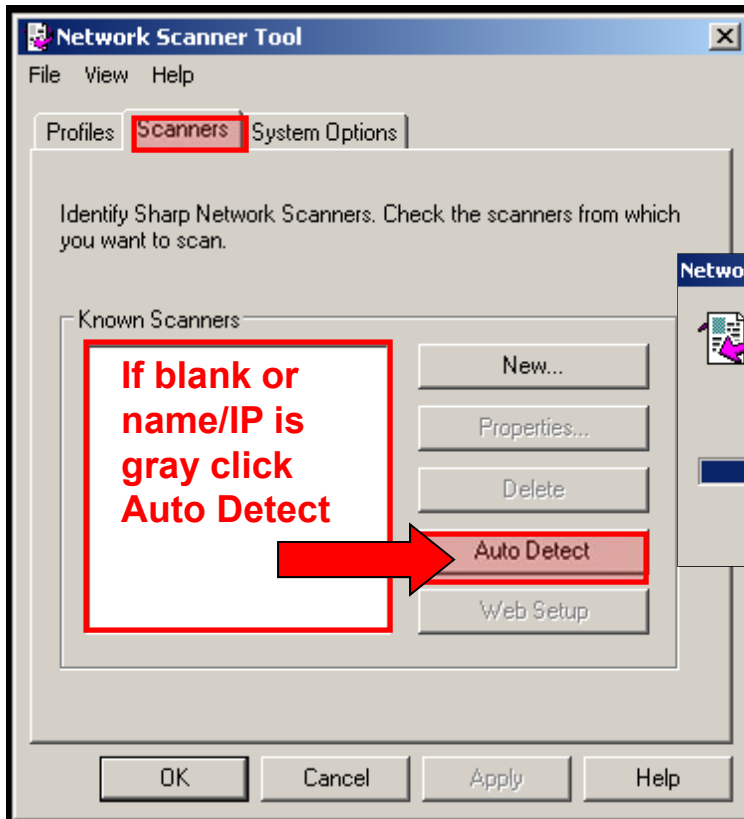 Network Scanner Tool
File View Help
Profiles Scanners System Options
Identify Sharp Network Scanners. Check the scanners from which
you want to scan.
Known Scanners
If blank or
name/IP is
gray click
Auto Detect
New...
Properties...
Delete
Auto Detect
Web Setup
Netwo
OK Cancel Apply Help